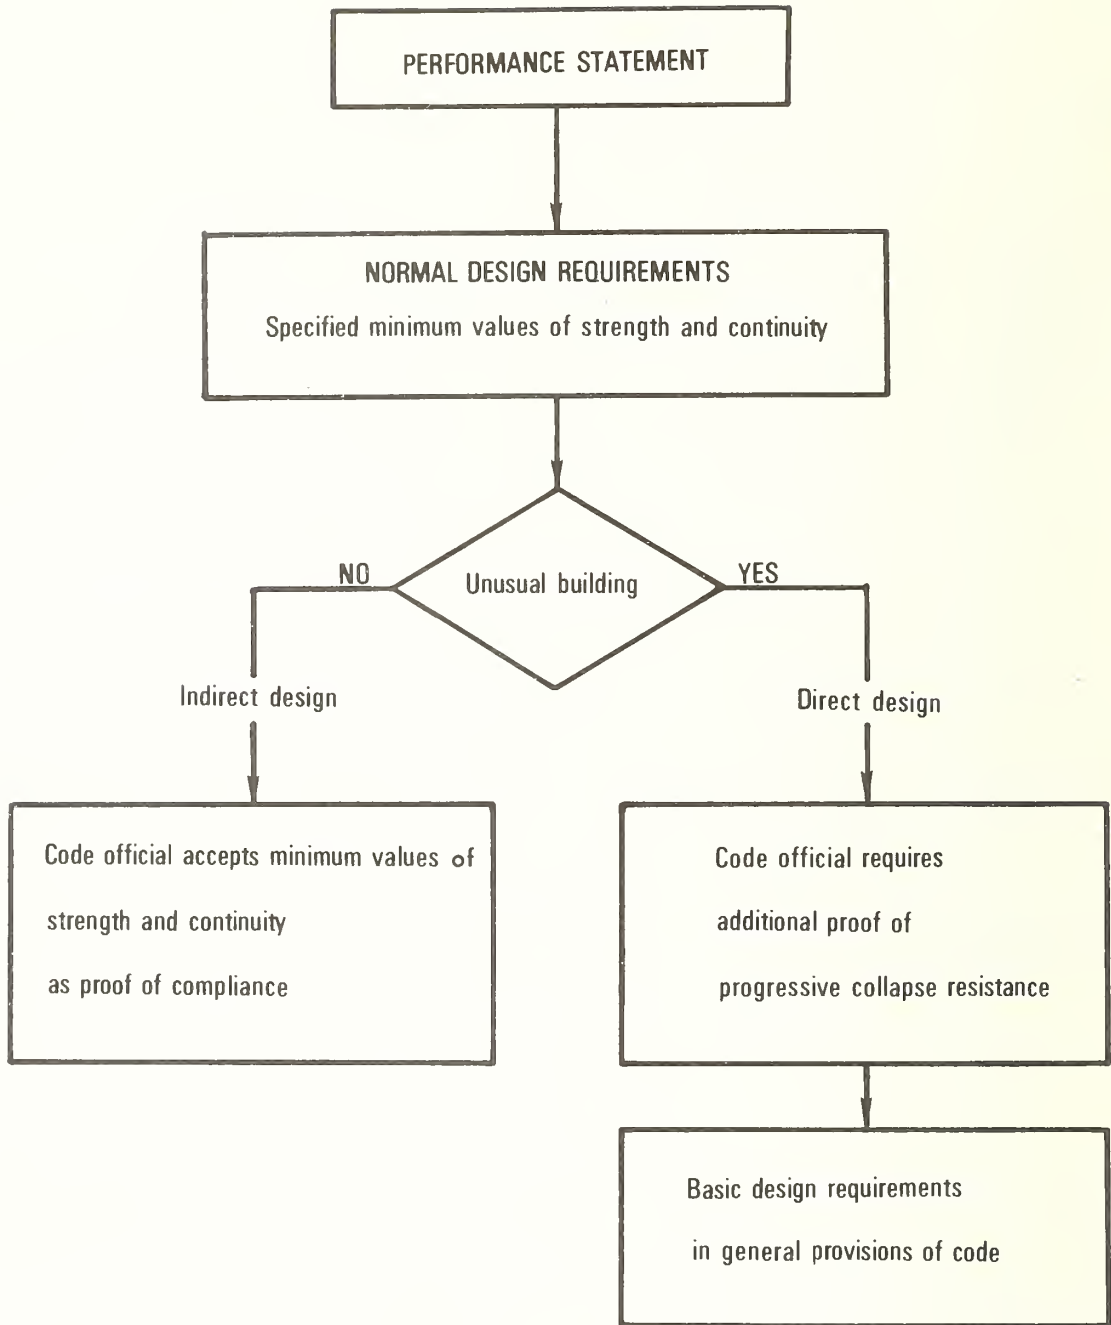 PERFORMANCE STATEMENT
NORMAL DESIGN REQUIREMENTS
Specified minimum values of strength and continuity
Unusual building
NO
YES
Indirect design
Direct design
Code official accepts minimum values of
strength and continuity
as proof of compliance
Code official requires
additional proof of
progressive collapse resistance
Basic design requirements
in general provisions of code